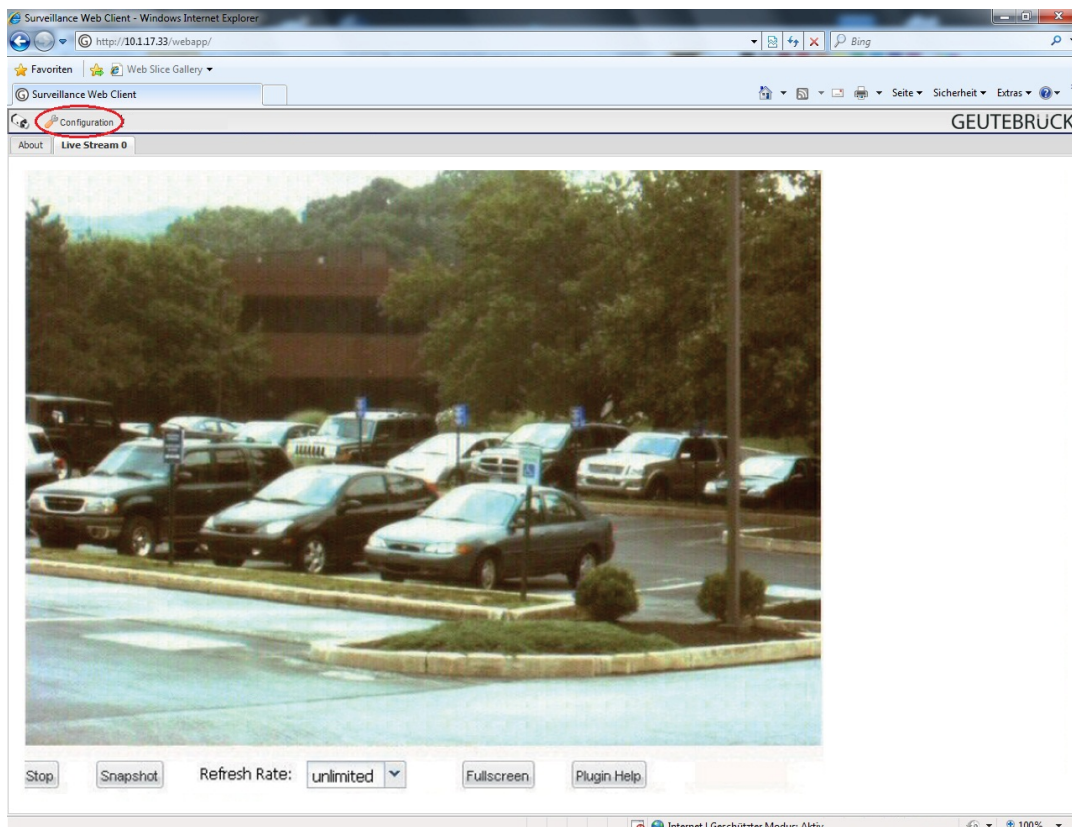 Surveillance Web Client - Windows Internet Explorer
http://10.1.17.33/webapp/
Bing
Favoriten Web Slice Gallery
Surveillance Web Client
Seite Sicherheit Extras
Configuration
GEUTEBRÜCK
About Live Stream 0
Stop Snapshot Refresh Rate: unlimited Fullscreen Plugin Help
Internet | Geschützter Modus: Aktiv
100%